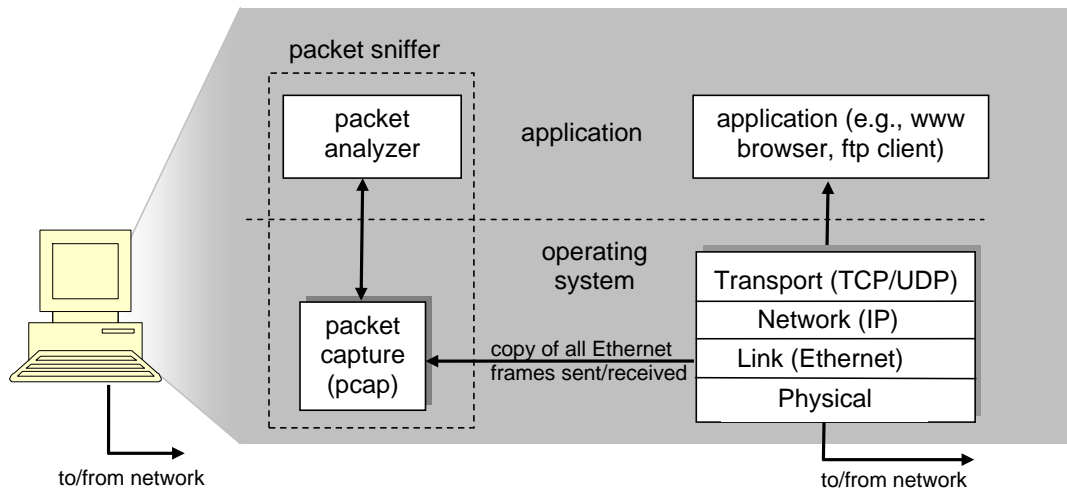 packet sniffer
packet
analyzer
application
application (e.g., www
browser, ftp client)
operating
system
packet
capture
(pcap)
copy of all Ethernet
frames sent/received
Transport (TCP/UDP)
Network (IP)
Link (Ethernet)
Physical
to/from network
to/from network